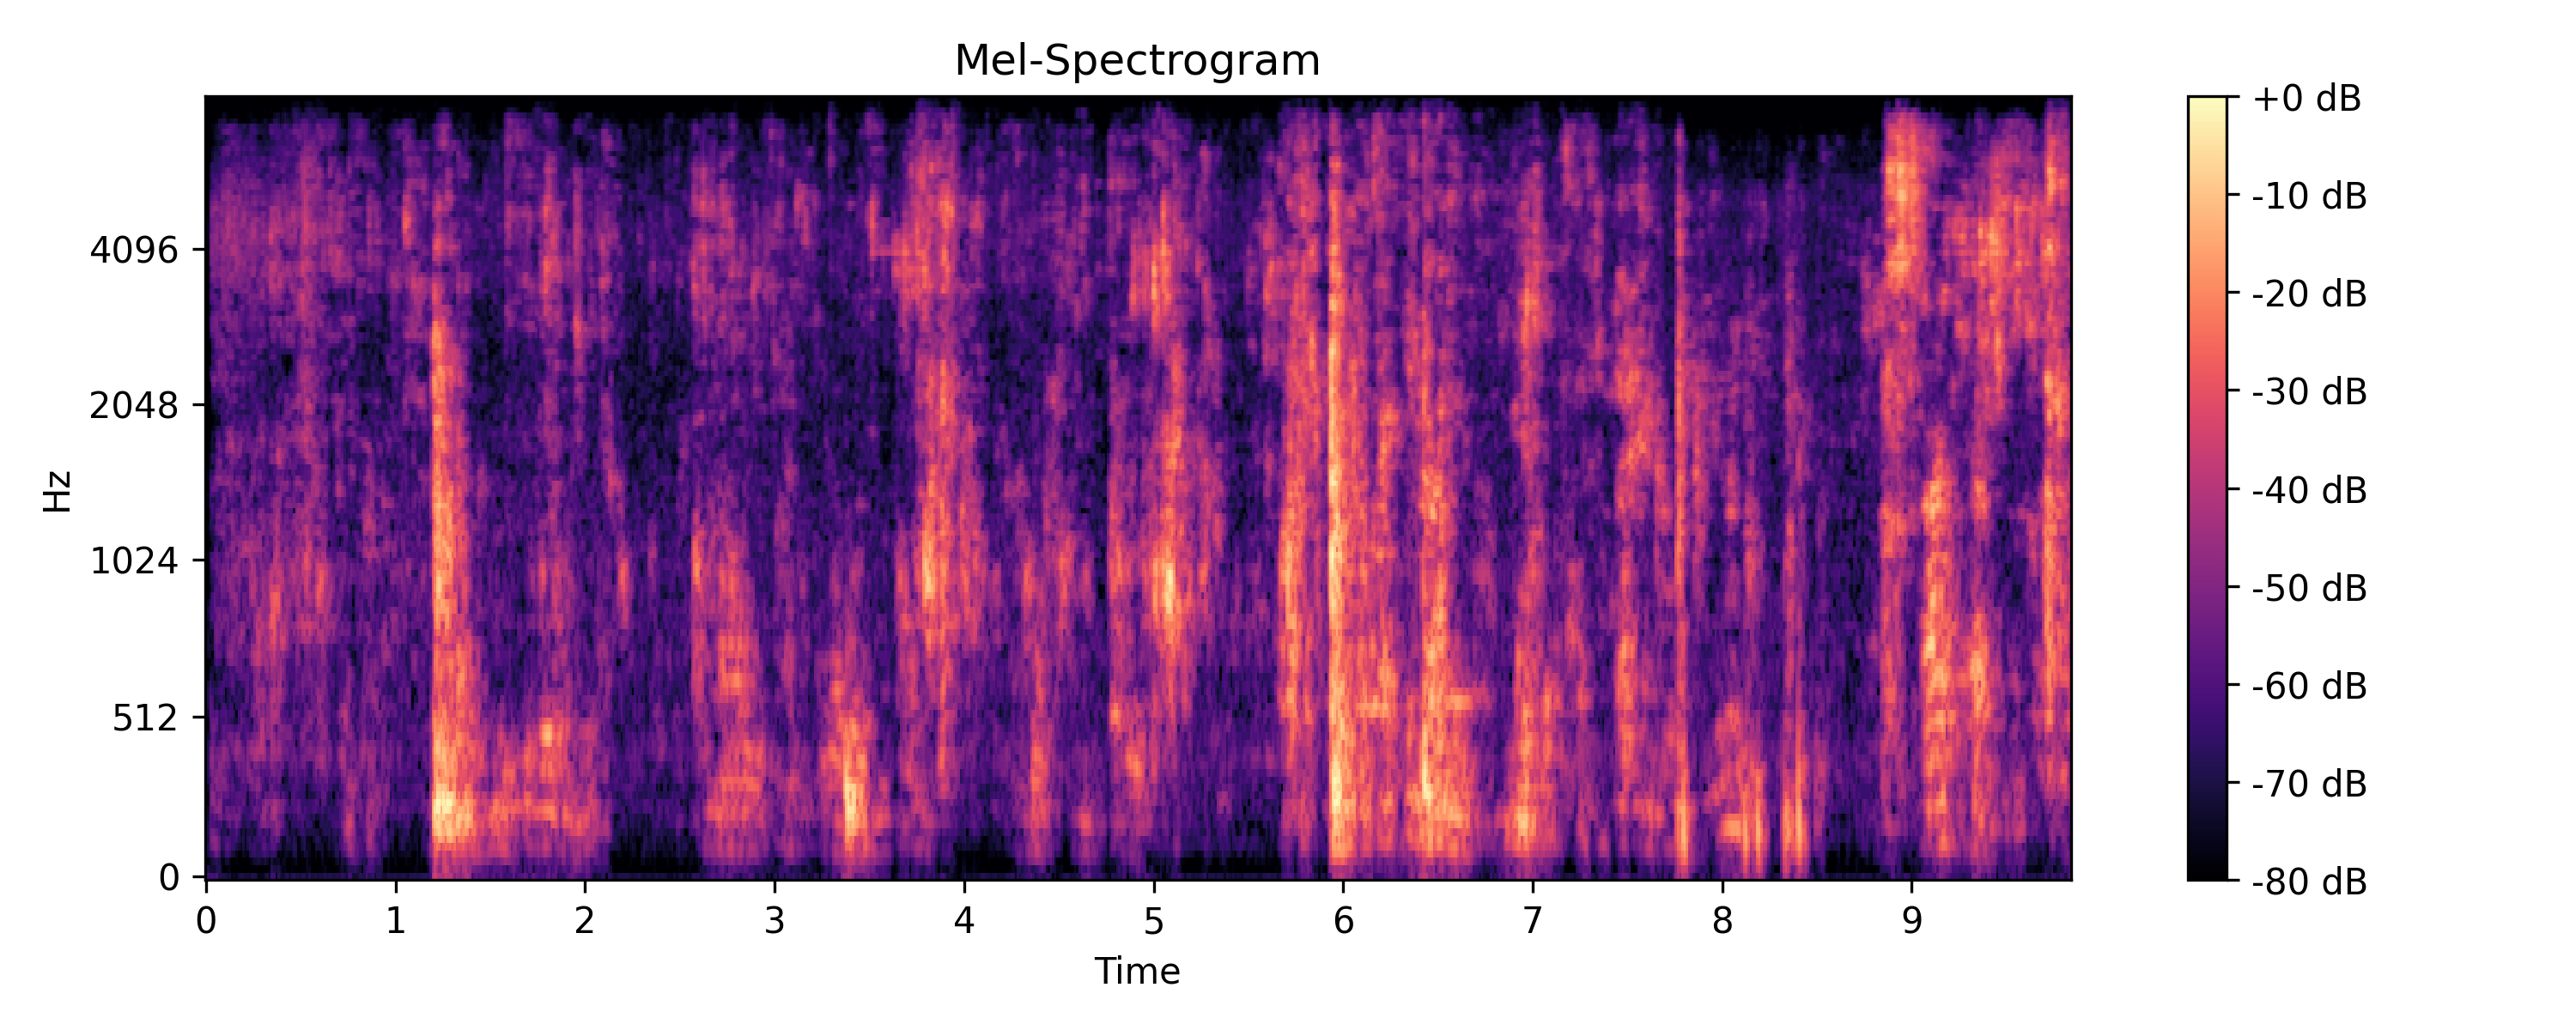 Mel-Spectrogram
+0 dB
-10 dB
-20 dB
-30 dB
-40 dB
-50 dB
-60 dB
-70 dB
-80 dB
Hz
4096
2048
1024
512
0
0 1 2 3 4 5 6 7 8 9
Time